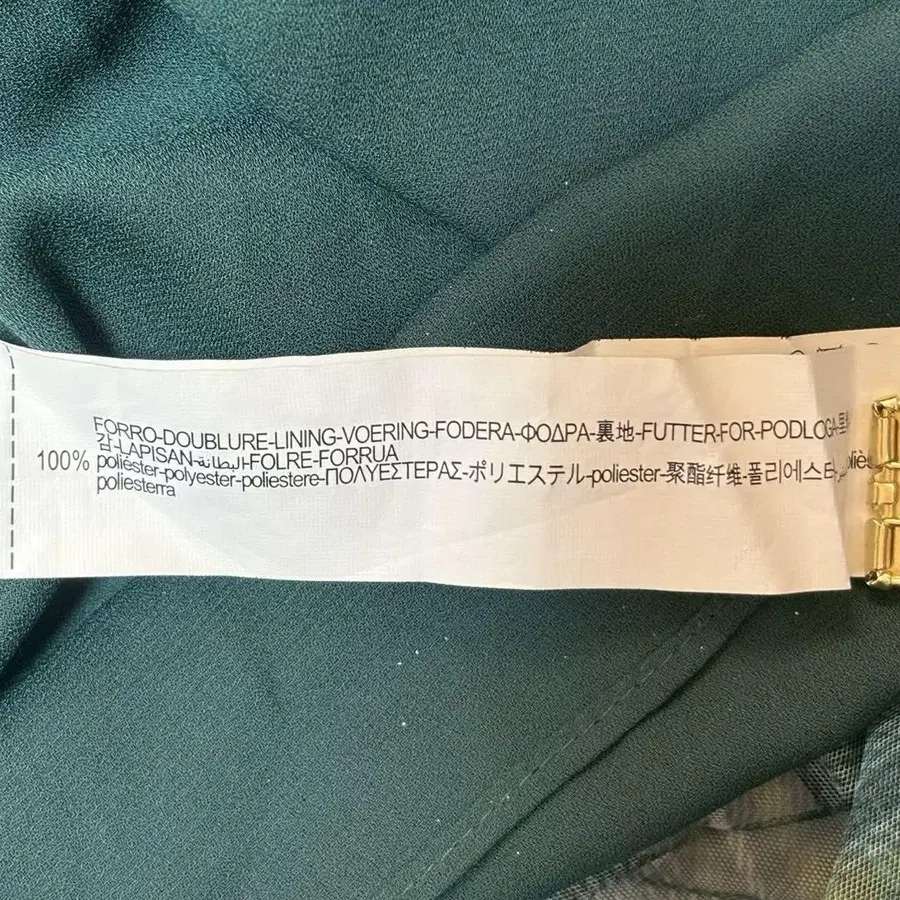 FORRO-DOUBLURE-LINING-VOERING-FODERA-ΦΟΔΡΑ-裏地-FUTTER-FOR-PODLOGA-
감-LAPISAN-البطانة-FOLRE-FORRUA
100% poliéster-polyester-poliestere-ΠΟΛΥΕΣΤΕΡΑΣ-ポリエステル-poliester-聚酯纤维-폴리에스테
poliesterra